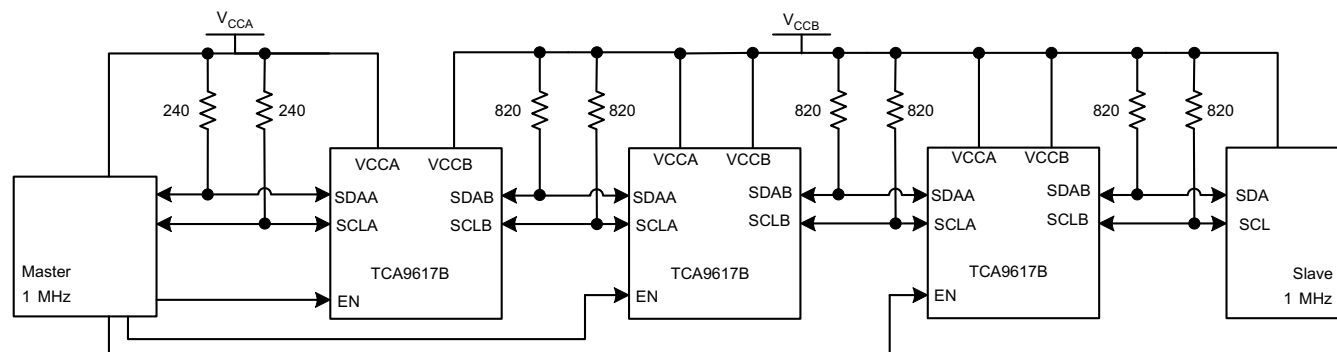 VCCA
VCCB
240
240
820
820
820
820
820
820
VCCA VCCB
VCCA VCCB
VCCA VCCB
SDAA SDAB
SDAA SDAB
SDAA SDAB
SDA
SCLA SCLB
SCLA SCLB
SCLA SCLB
SCL
Master
1 MHz
TCA9617B
TCA9617B
TCA9617B
Slave
1 MHz
EN
EN
EN